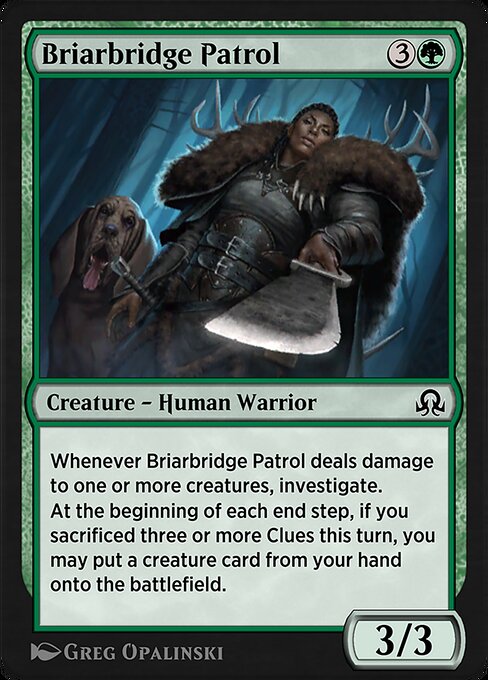 Briarbridge Patrol 3
Creature – Human Warrior
Whenever Briarbridge Patrol deals damage
to one or more creatures, investigate.
At the beginning of each end step, if you
sacrificed three or more Clues this turn, you
may put a creature card from your hand
onto the battlefield.
3/3
Greg Opalinski